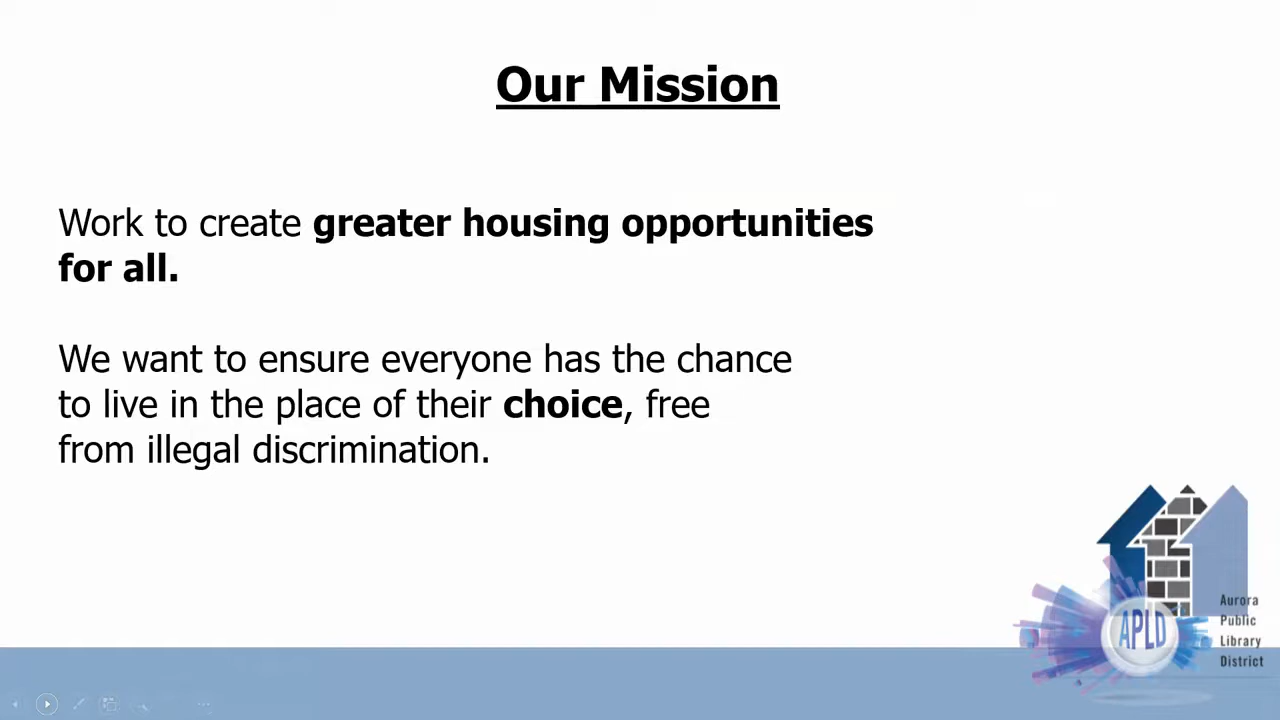 Our Mission
Work to create greater housing opportunities
for all.
We want to ensure everyone has the chance
to live in the place of their choice, free
from illegal discrimination.
APLD
Aurora
Public
Library
District